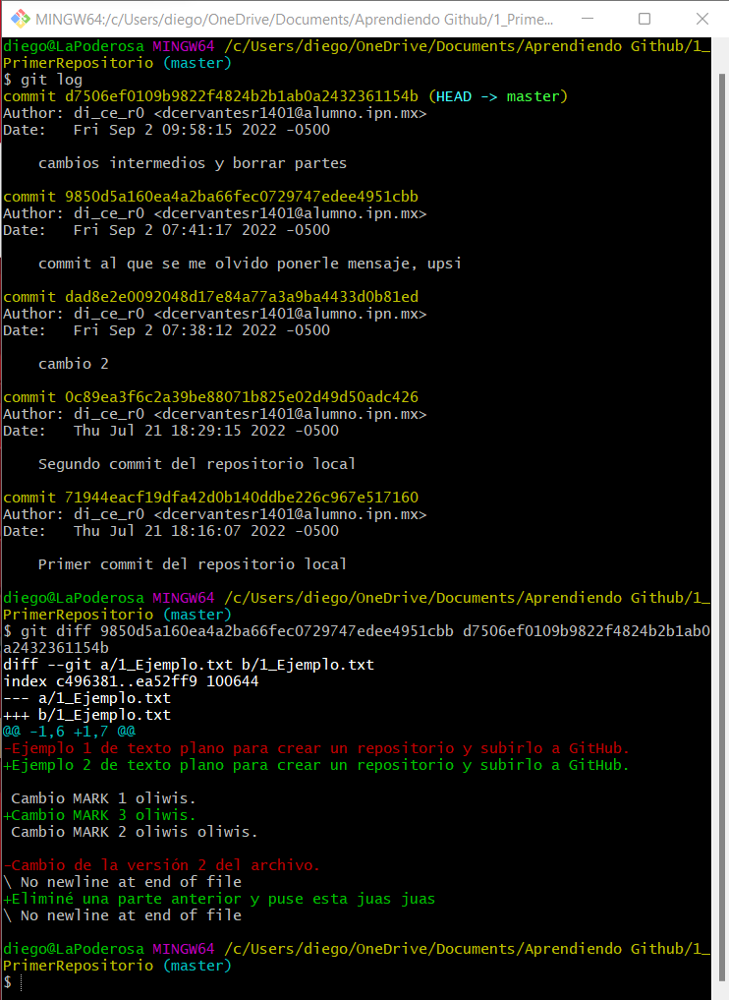 MINGW64:/c/Users/diego/OneDrive/Documents/Aprendiendo Github/1_Prime...
diego@LaPoderosa MINGW64 /c/Users/diego/OneDrive/Documents/Aprendiendo Github/1_
PrimerRepositorio (master)
$ git log
commit d7506ef0109b9822f4824b2b1ab0a2432361154b (HEAD -> master)
Author: di_ce_r0 <dcervantesr1401@alumno.ipn.mx>
Date:   Fri Sep 2 09:58:15 2022 -0500
    cambios intermedios y borrar partes
commit 9850d5a160ea4a2ba66fec0729747edee4951cbb
Author: di_ce_r0 <dcervantesr1401@alumno.ipn.mx>
Date:   Fri Sep 2 07:41:17 2022 -0500
    commit al que se me olvido ponerle mensaje, upsi
commit dad8e2e0092048d17e84a77a3a9ba4433d0b81ed
Author: di_ce_r0 <dcervantesr1401@alumno.ipn.mx>
Date:   Fri Sep 2 07:38:12 2022 -0500
    cambio 2
commit 0c89ea3f6c2a39be88071b825e02d49d50adc426
Author: di_ce_r0 <dcervantesr1401@alumno.ipn.mx>
Date:   Thu Jul 21 18:29:15 2022 -0500
    Segundo commit del repositorio local
commit 71944eacf19dfa42d0b140ddbe226c967e517160
Author: di_ce_r0 <dcervantesr1401@alumno.ipn.mx>
Date:   Thu Jul 21 18:16:07 2022 -0500
    Primer commit del repositorio local
diego@LaPoderosa MINGW64 /c/Users/diego/OneDrive/Documents/Aprendiendo Github/1_
PrimerRepositorio (master)
$ git diff 9850d5a160ea4a2ba66fec0729747edee4951cbb d7506ef0109b9822f4824b2b1ab0
a2432361154b
diff --git a/1_Ejemplo.txt b/1_Ejemplo.txt
index c496381..ea52ff9 100644
--- a/1_Ejemplo.txt
+++ b/1_Ejemplo.txt
@@ -1,6 +1,7 @@
-Ejemplo 1 de texto plano para crear un repositorio y subirlo a GitHub.
+Ejemplo 2 de texto plano para crear un repositorio y subirlo a GitHub.
 Cambio MARK 1 oliwis.
+Cambio MARK 3 oliwis.
 Cambio MARK 2 oliwis oliwis.
-Cambio de la versión 2 del archivo.
\ No newline at end of file
+Eliminé una parte anterior y puse esta juas juas
\ No newline at end of file
diego@LaPoderosa MINGW64 /c/Users/diego/OneDrive/Documents/Aprendiendo Github/1_
PrimerRepositorio (master)
$